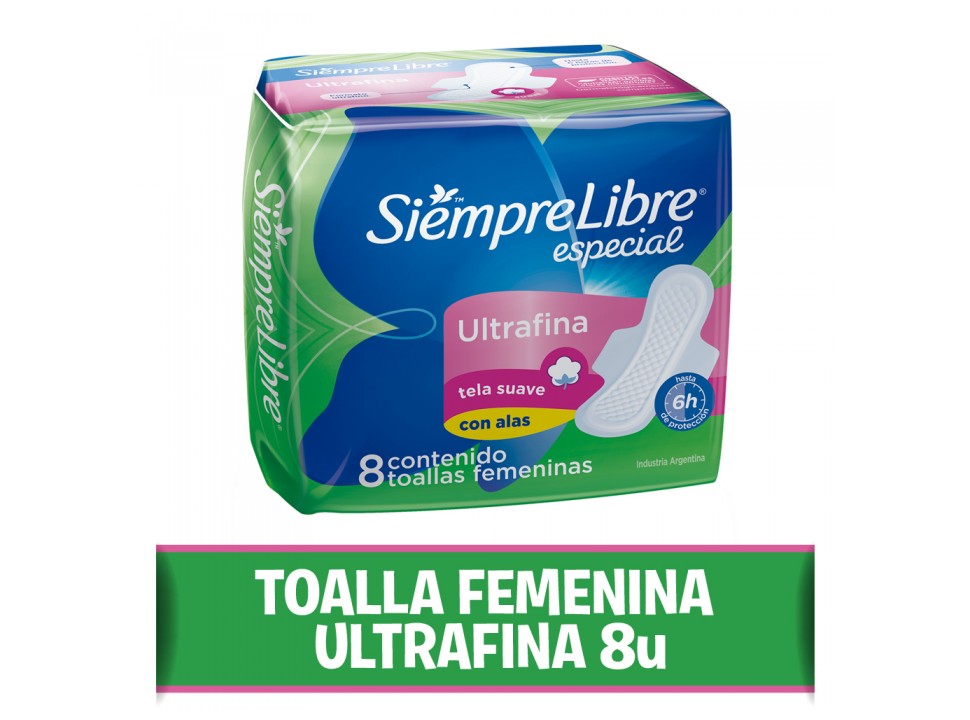 SiempreLibre
Ultrafina
SiempreLibre™
SiempreLibre®
especial
Ultrafina
tela suave
con alas
hasta
6h
de protección
8 contenido
toallas femeninas
Industria Argentina
TOALLA FEMENINA
ULTRAFINA 8u